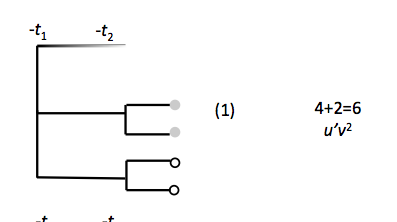 -t₁ -t₂
(1) 4+2=6
u′v²
-t -t